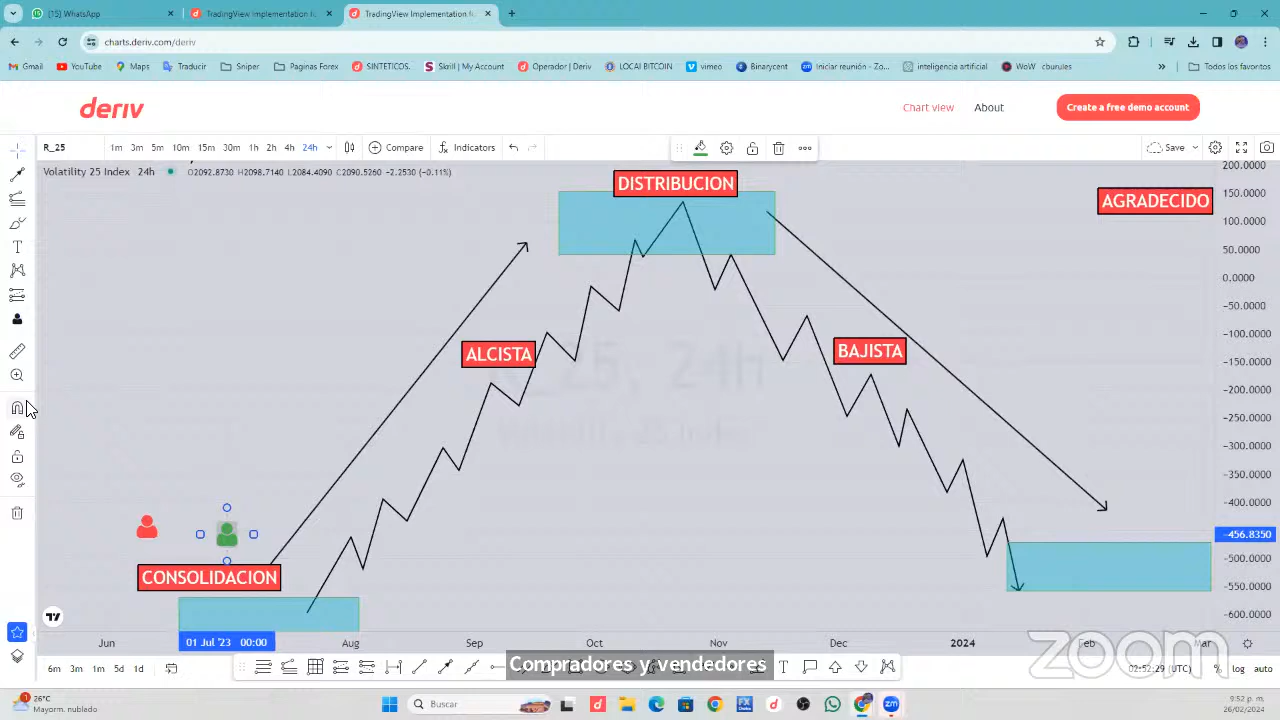 (15) WhatsApp
TradingView Implementation fo
TradingView Implementation fo
charts.deriv.com/deriv
Gmail
YouTube
Maps
Traducir
Sniper
Paginas Forex
SINTETICOS.
Skrill | My Account
Operador | Deriv
LOCAl BITCOIN
vimeo
Binarycent
Iniciar reunión - Zo...
inteligencia artificial
WoW cburules
Todos los favoritos
deriv
Chart view
About
Create a free demo account
R_25
1m 3m 5m 10m 15m 30m 1h 2h 4h 24h
Compare
Indicators
Save
Volatility 25 Index 24h
O2092.8730 H2098.7140 L2084.4090 C2090.5260 -2.2530 (-0.11%)
DISTRIBUCION
AGRADECIDO
ALCISTA
BAJISTA
CONSOLIDACION
R_25, 24h
Volatility 25 Index
200.0000
150.0000
100.0000
50.0000
0.0000
-50.0000
-100.0000
-150.0000
-200.0000
-250.0000
-300.0000
-350.0000
-400.0000
-456.8350
-500.0000
-550.0000
-600.0000
Jun
01 Jul '23 00:00
Aug
Sep
Oct
Nov
Dec
2024
Feb
Mar
6m 3m 1m 5d 1d
Compradores y vendedores
02:52:29 (UTC)
% log auto
zoom
26°C
Mayorm. nublado
Buscar
9:52 p. m.
26/02/2024